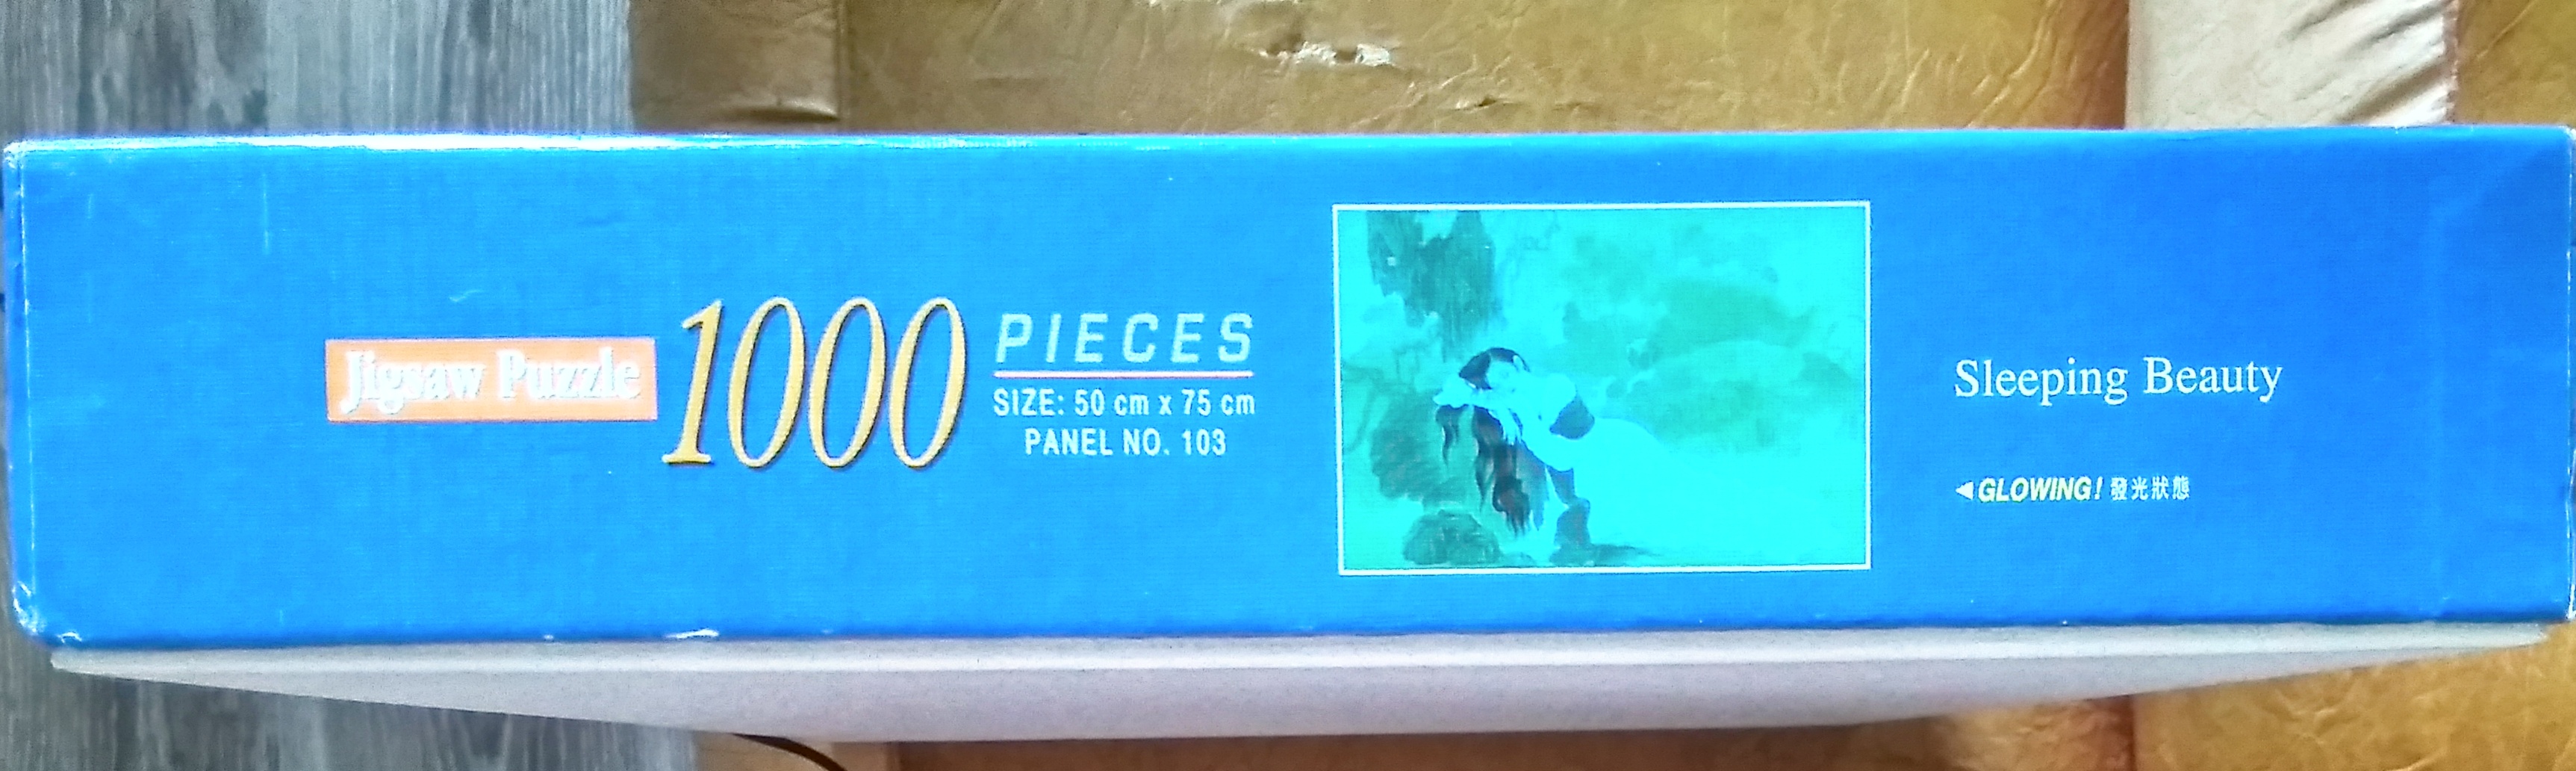 Jigsaw Puzzle
1000
PIECES
SIZE: 50 cm x 75 cm
PANEL NO. 103
Sleeping Beauty
◀GLOWING! 發光狀態